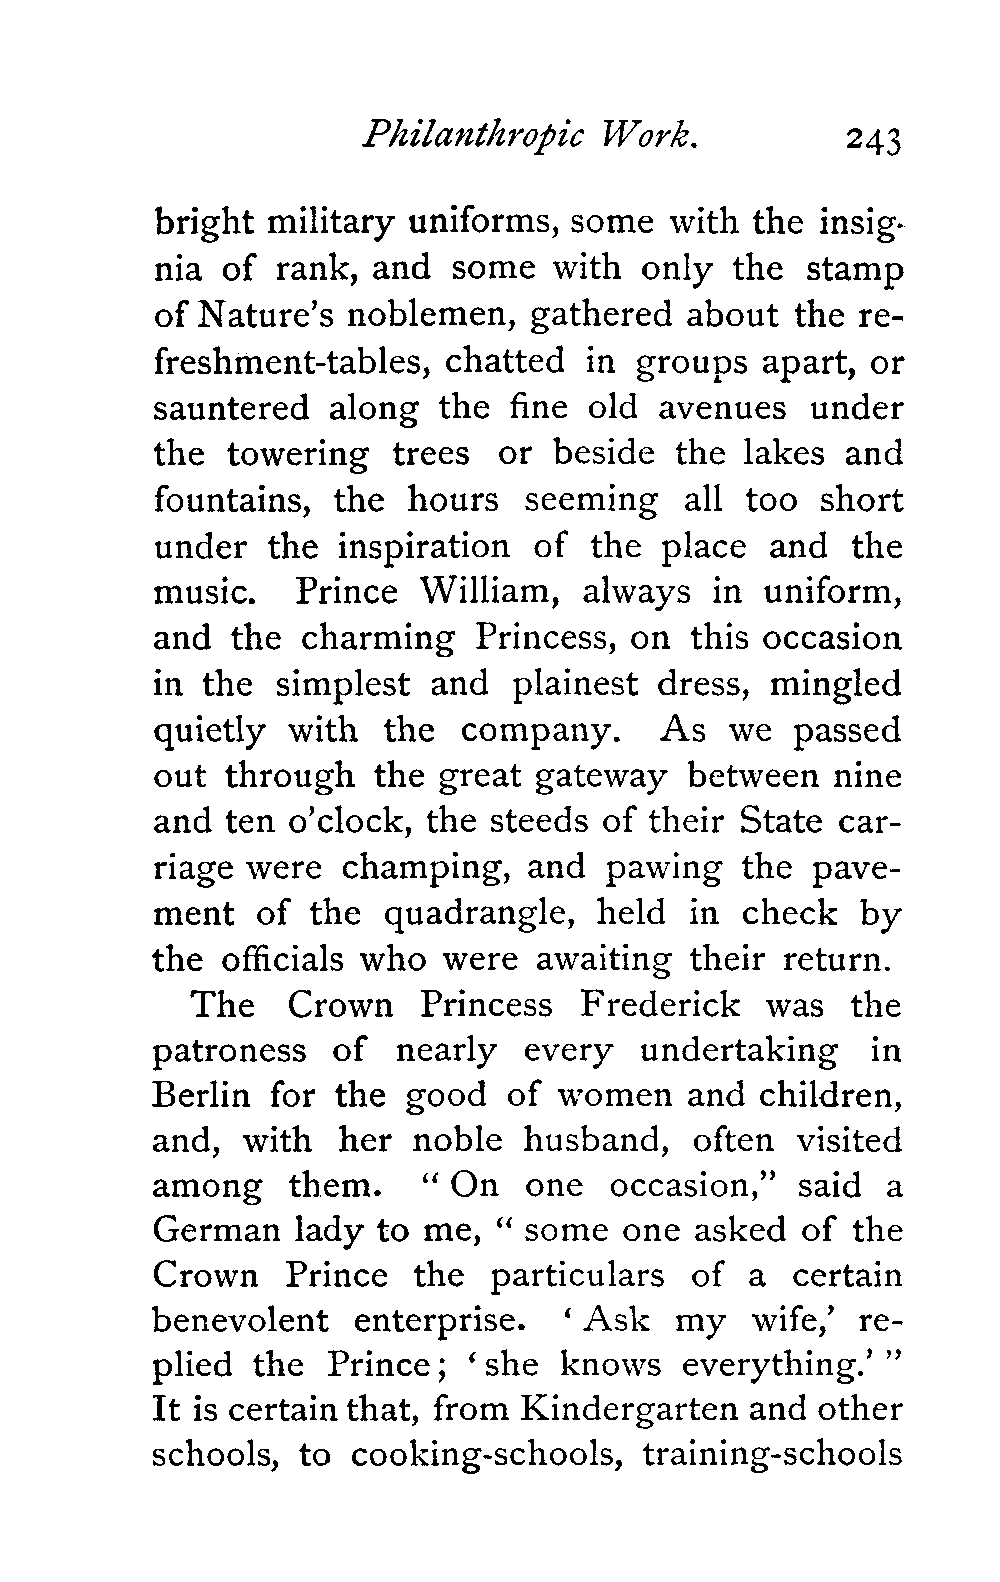 Philanthropic Work. 243
bright military uniforms, some with the insig-
nia of rank, and some with only the stamp
of Nature's noblemen, gathered about the re-
freshment-tables, chatted in groups apart, or
sauntered along the fine old avenues under
the towering trees or beside the lakes and
fountains, the hours seeming all too short
under the inspiration of the place and the
music. Prince William, always in uniform,
and the charming Princess, on this occasion
in the simplest and plainest dress, mingled
quietly with the company. As we passed
out through the great gateway between nine
and ten o'clock, the steeds of their State car-
riage were champing, and pawing the pave-
ment of the quadrangle, held in check by
the officials who were awaiting their return.
The Crown Princess Frederick was the
patroness of nearly every undertaking in
Berlin for the good of women and children,
and, with her noble husband, often visited
among them. " On one occasion," said a
German lady to me, " some one asked of the
Crown Prince the particulars of a certain
benevolent enterprise. ' Ask my wife,' re-
plied the Prince; ' she knows everything.' "
It is certain that, from Kindergarten and other
schools, to cooking-schools, training-schools